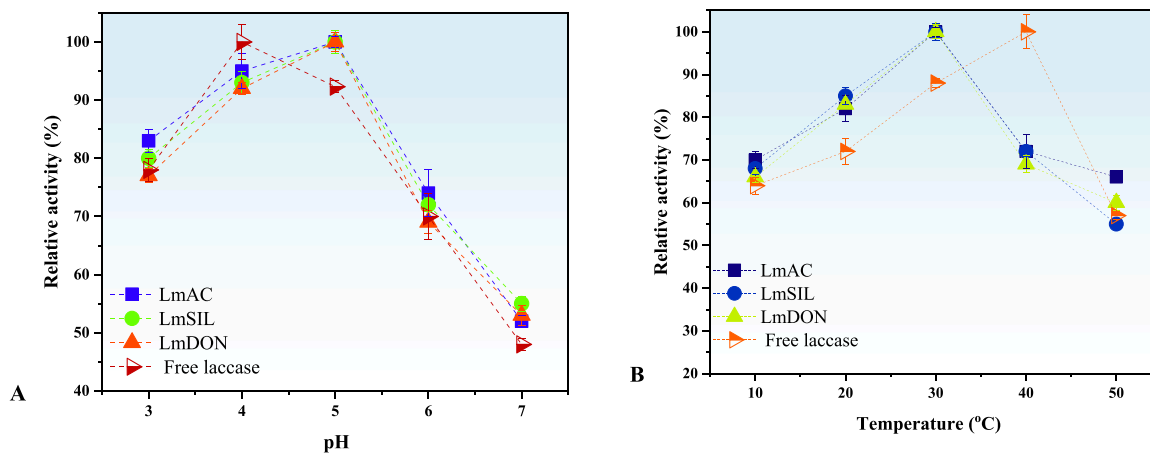 Relative activity (%)
100
90
80
70
60
50
40
3
4
5
6
7
pH
LmAC
LmSIL
LmDON
Free laccase
A
Relative activity (%)
100
90
80
70
60
50
40
30
20
10
20
30
40
50
Temperature (°C)
LmAC
LmSIL
LmDON
Free laccase
B